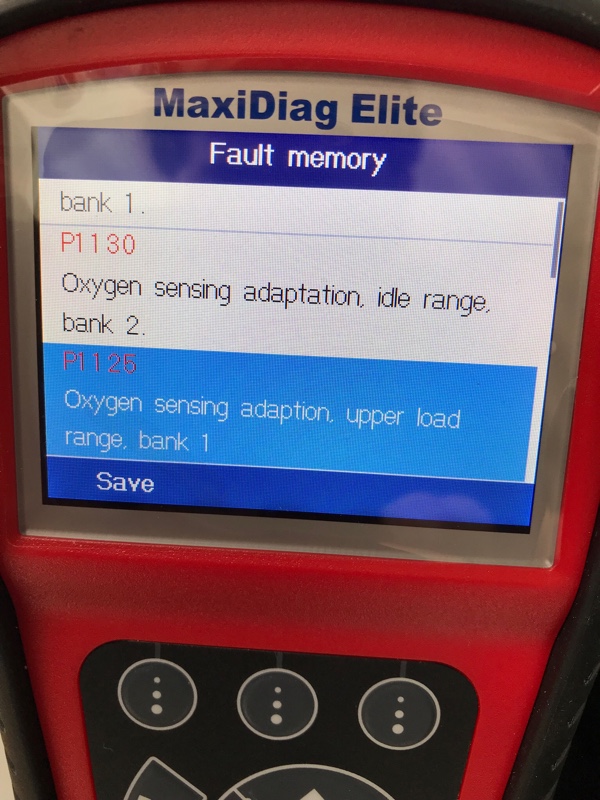 MaxiDiag Elite
Fault memory
bank 1.
P1130
Oxygen sensing adaptation, idle range,
bank 2.
P1125
Oxygen sensing adaption, upper load
range, bank 1
Save